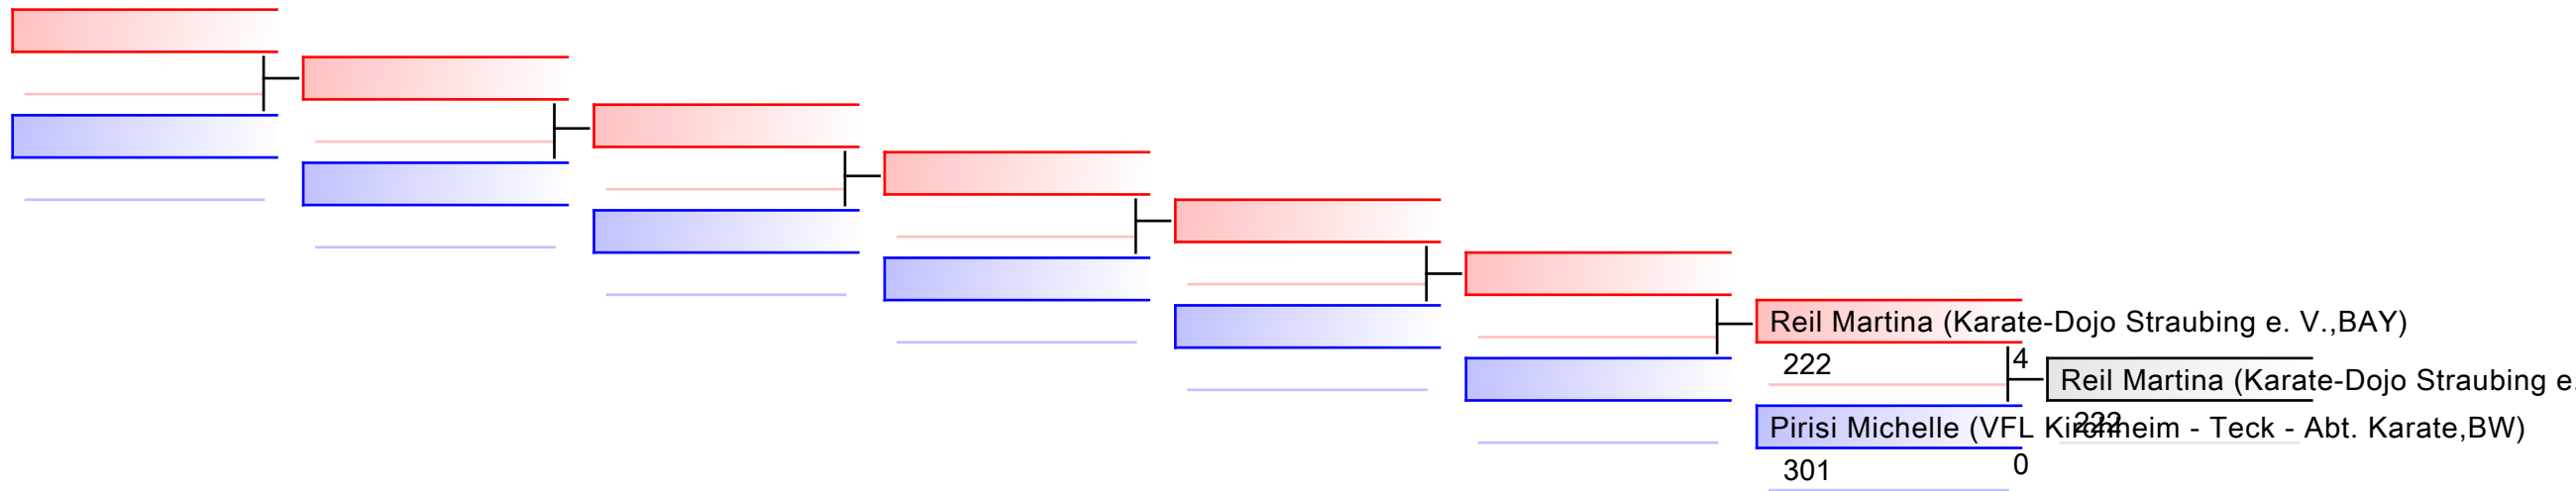 Reil Martina (Karate-Dojo Straubing e. V.,BAY)
222
4
Reil Martina (Karate-Dojo Straubing e.
222
Pirisi Michelle (VFL Kirchheim - Teck - Abt. Karate,BW)
301
0